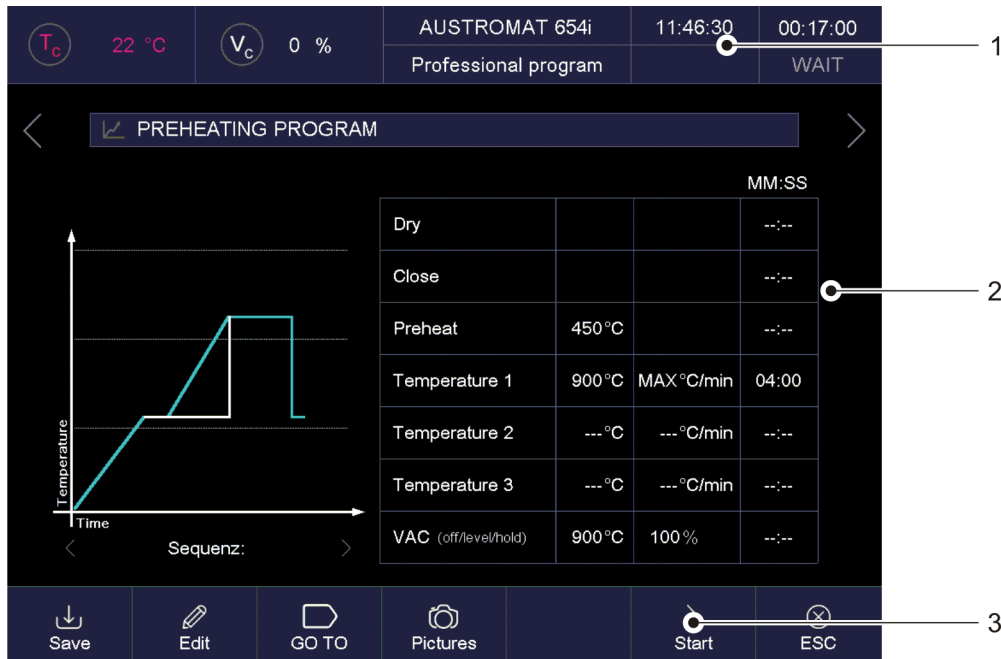 Tc 22 °C Vc 0 % AUSTROMAT 654i 11:46:30 00:17:00
Professional program WAIT
1
PREHEATING PROGRAM
MM:SS
Dry --:--
Close --:--
2
Preheat 450°C --:--
Temperature 1 900°C MAX°C/min 04:00
Temperature 2 ---°C ---°C/min --:--
Temperature 3 ---°C ---°C/min --:--
VAC (off/level/hold) 900°C 100% --:--
Temperature
Time
< Sequenz: >
Save Edit GO TO Pictures Start ESC
3